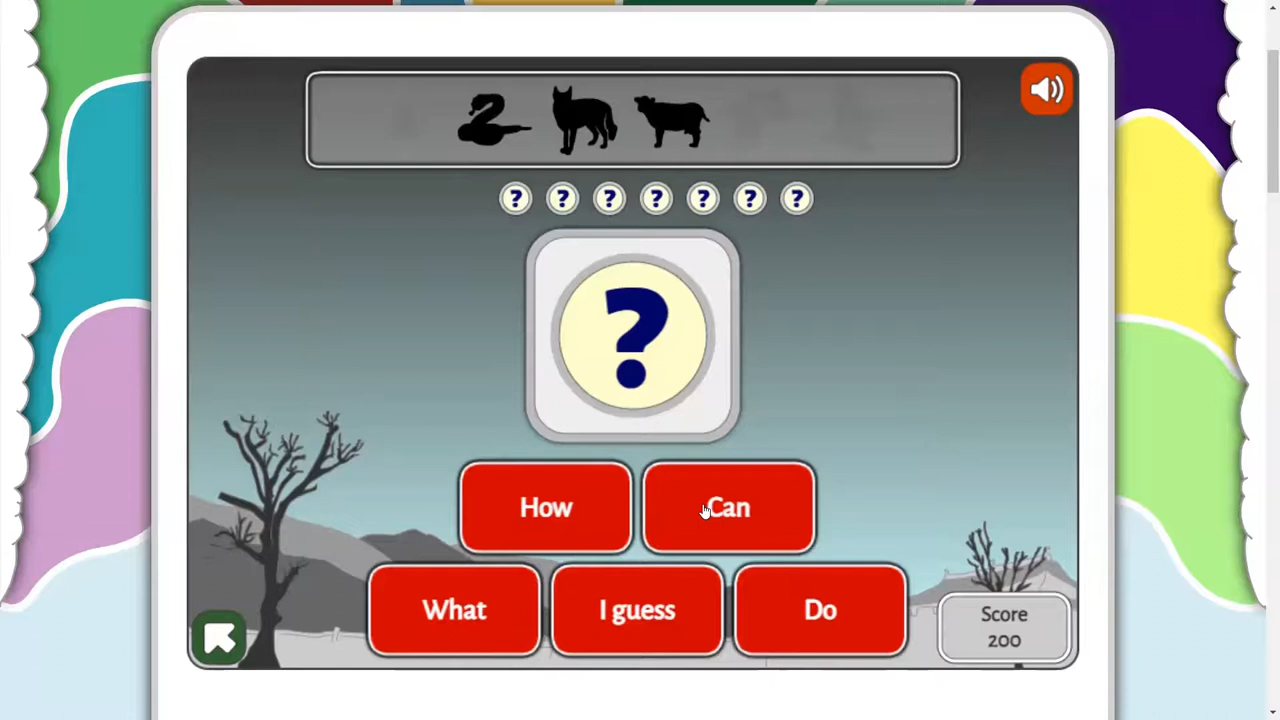 ? ? ? ? ? ? ?
?
How Can
What I guess Do
Score
200